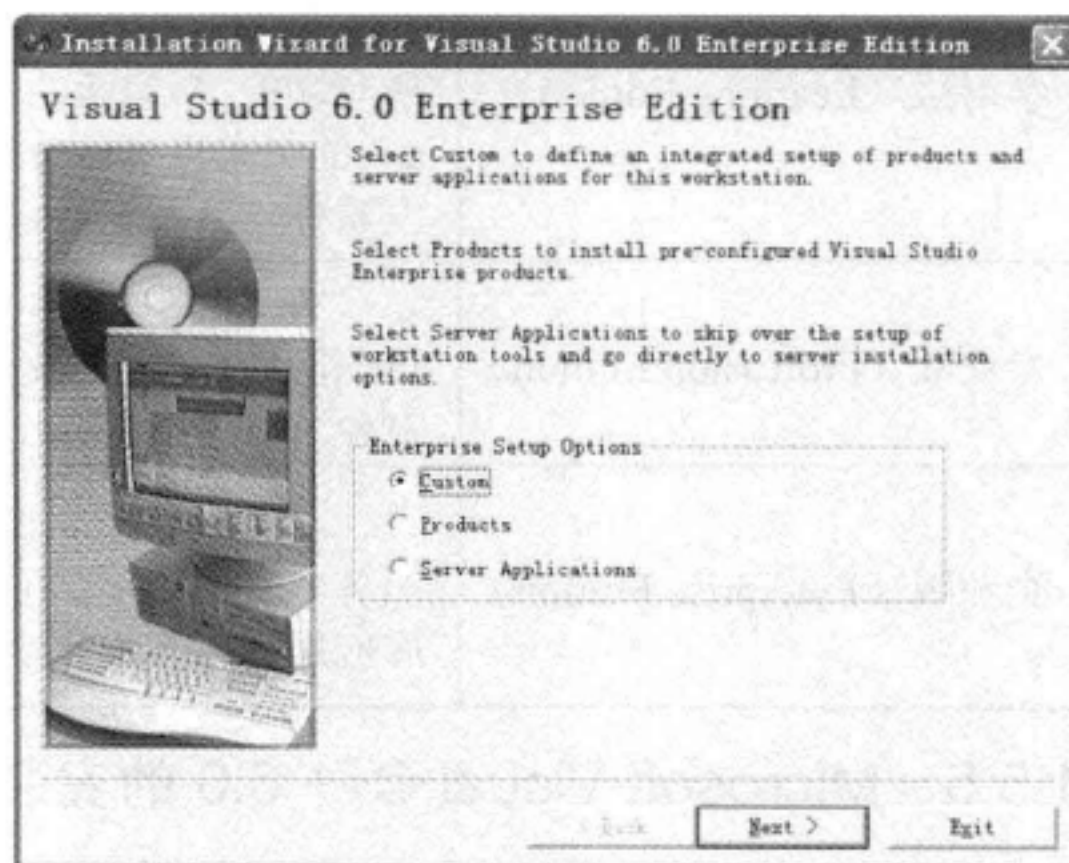 Installation Wizard for Visual Studio 6.0 Enterprise Edition
Visual Studio 6.0 Enterprise Edition
Select Custom to define an integrated setup of products and
server applications for this workstation.
Select Products to install pre-configured Visual Studio
Enterprise products.
Select Server Applications to skip over the setup of
workstation tools and go directly to server installation
options.
Enterprise Setup Options
Custom
Products
Server Applications
< Back
Next >
Exit